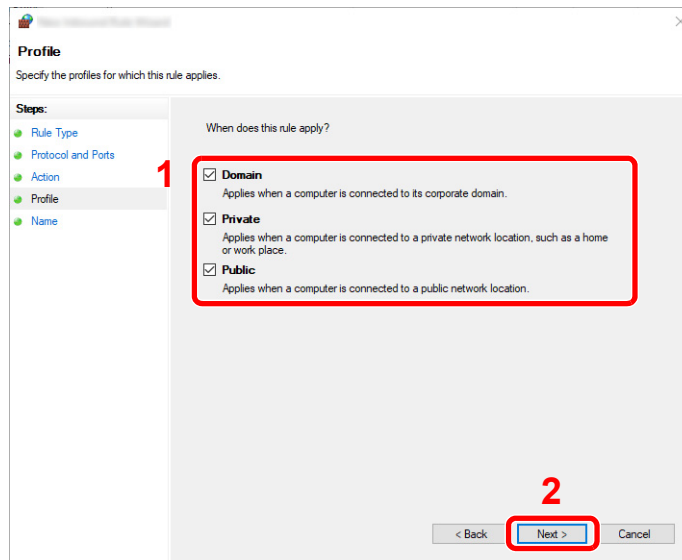 Profile
Specify the profiles for which this rule applies.
Steps:
Rule Type
Protocol and Ports
Action
Profile
Name
When does this rule apply?
1
Domain
Applies when a computer is connected to its corporate domain.
Private
Applies when a computer is connected to a private network location, such as a home
or work place.
Public
Applies when a computer is connected to a public network location.
2
< Back
Next >
Cancel